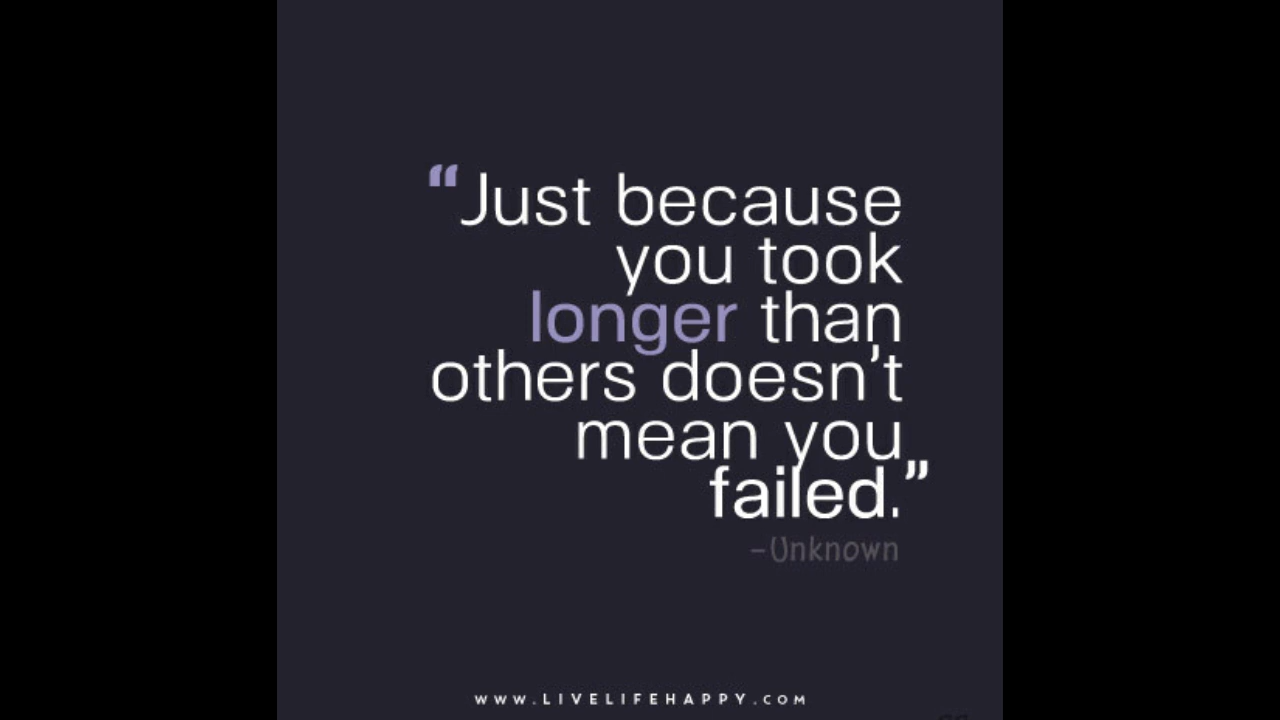 “Just because
you took
longer than
others doesn’t
mean you
failed.”
-Unknown
WWW.LIVELIFEHAPPY.COM